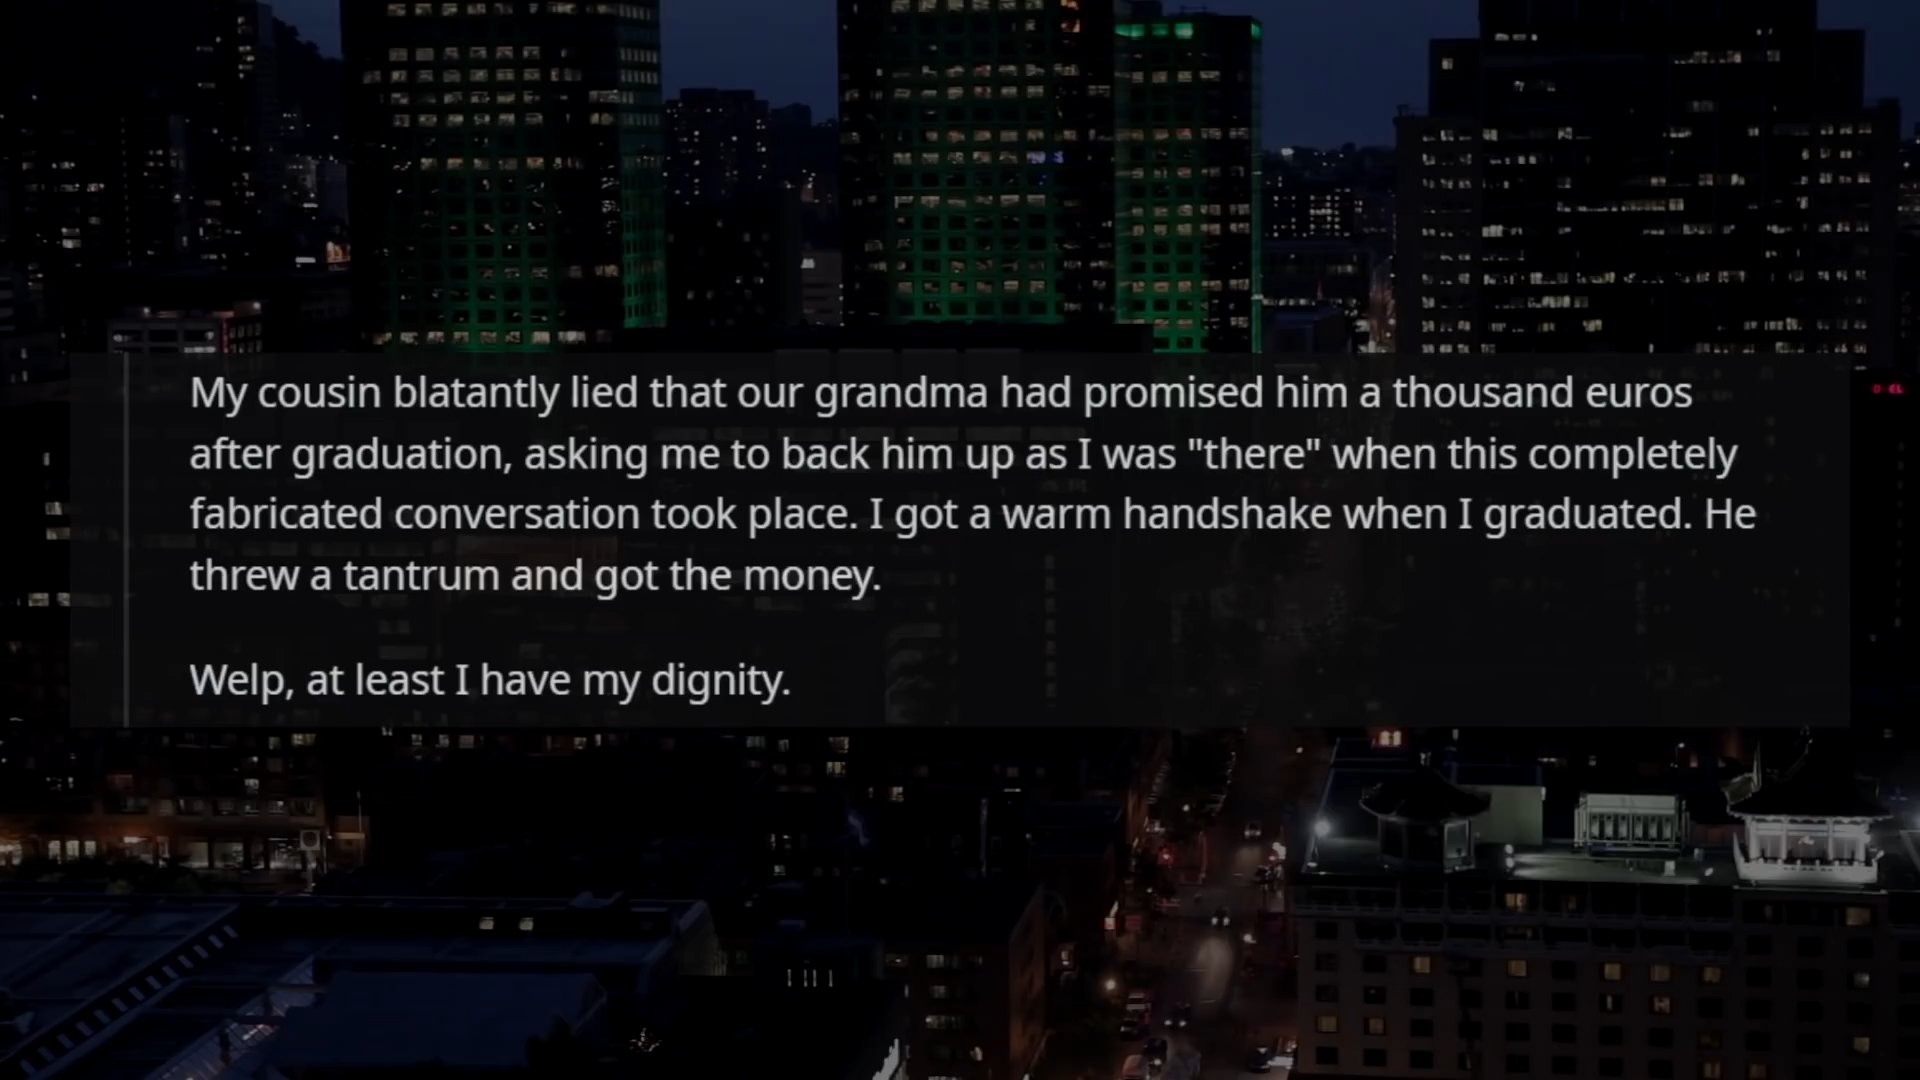 My cousin blatantly lied that our grandma had promised him a thousand euros
after graduation, asking me to back him up as I was "there" when this completely
fabricated conversation took place. I got a warm handshake when I graduated. He
threw a tantrum and got the money.
Welp, at least I have my dignity.